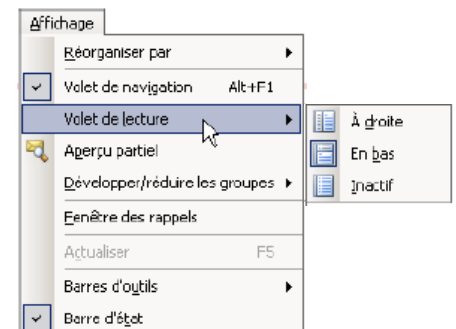 Affichage
Réorganiser par
Volet de navigation Alt+F1
Volet de lecture
À droite
En bas
Inactif
Aperçu partiel
Développer/réduire les groupes
Fenêtre des rappels
Actualiser F5
Barres d'outils
Barre d'état